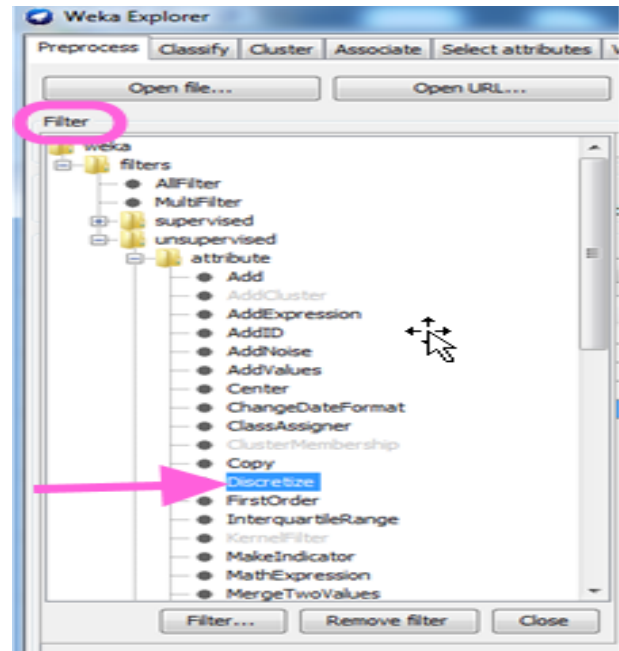 Weka Explorer
Preprocess Classify Cluster Associate Select attributes
Open file... Open URL...
Filter
weka
filters
AllFilter
MultiFilter
supervised
unsupervised
attribute
Add
AddCluster
AddExpression
AddID
AddNoise
AddValues
Center
ChangeDateFormat
ClassAssigner
ClusterMembership
Copy
Discretize
FirstOrder
InterquartileRange
KernelFilter
MakeIndicator
MathExpression
MergeTwoValues
Filter... Remove filter Close